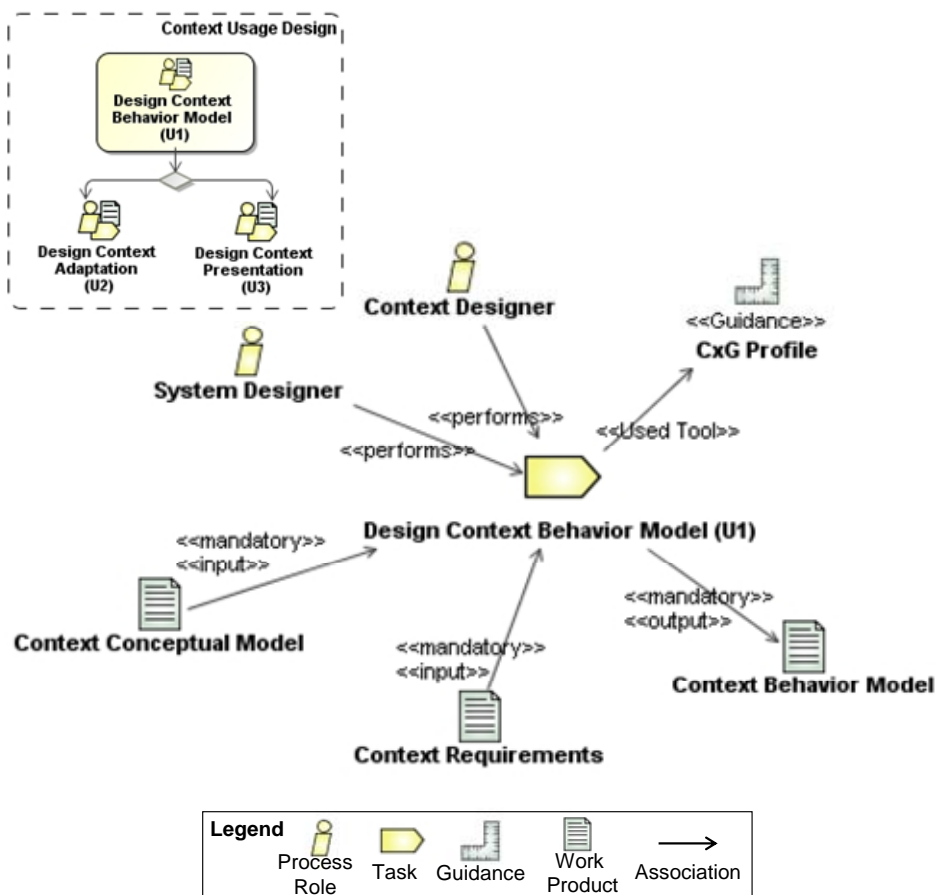 Context Usage Design
Design Context
Behavior Model
(U1)
Design Context
Adaptation
(U2)
Design Context
Presentation
(U3)
Context Designer
<<Guidance>>
CxG Profile
System Designer
<<performs>>
<<performs>>
<<Used Tool>>
Design Context Behavior Model (U1)
<<mandatory>>
<<input>>
Context Conceptual Model
<<mandatory>>
<<input>>
Context Requirements
<<mandatory>>
<<output>>
Context Behavior Model
Legend
Process
Role
Task
Guidance
Work
Product
Association